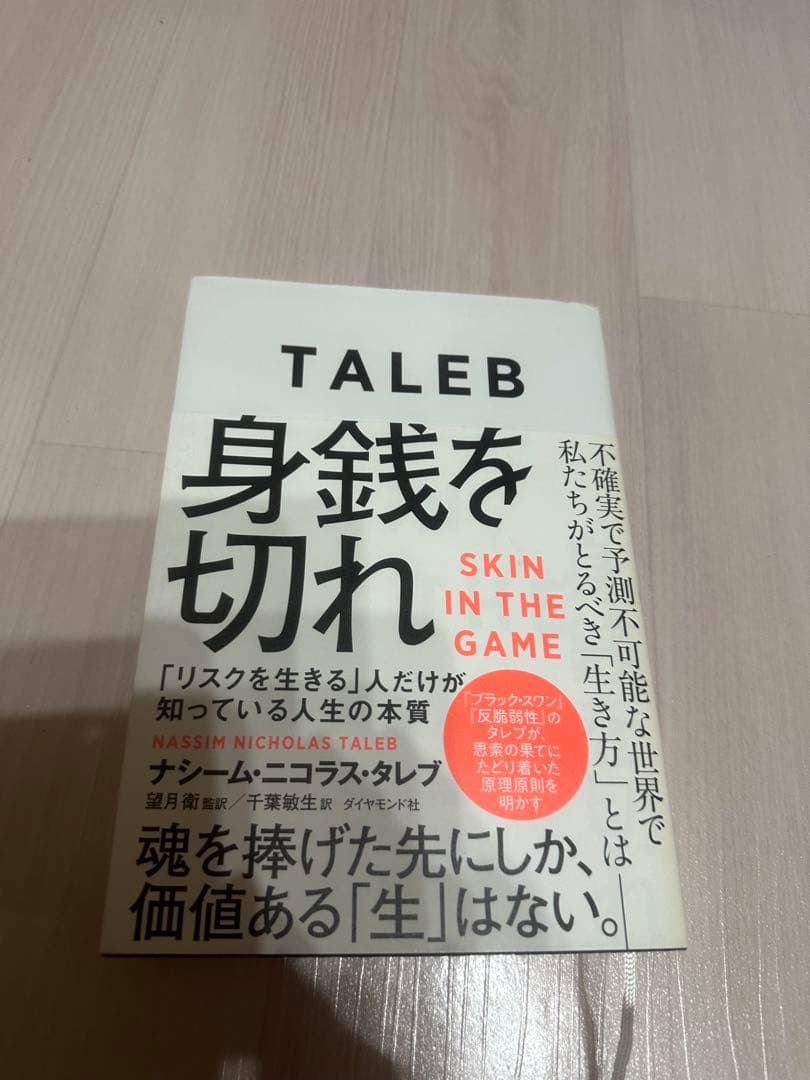 TALEB
身銭を
切れ
SKIN
IN THE
GAME
「リスクを生きる」人だけが
知っている人生の本質
NASSIM NICHOLAS TALEB
ナシーム・ニコラス・タレブ
望月衛 監訳/千葉敏生 訳 ダイヤモンド社
『ブラック・スワン』
『反脆弱性』の
タレブが、
思索の果てに
たどり着いた
原理原則を
明かす
不確実で予測不可能な世界で
私たちがとるべき「生き方」とは――
魂を捧げた先にしか、
価値ある「生」はない。